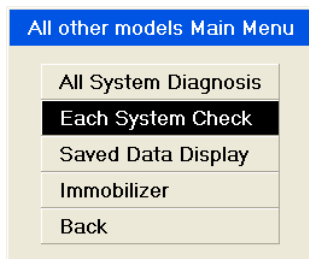 All other models Main Menu
All System Diagnosis
Each System Check
Saved Data Display
Immobilizer
Back